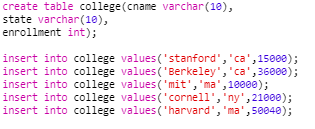 create table college(cname varchar(10),
state varchar(10),
enrollment int);
insert into college values('stanford','ca',15000);
insert into college values('Berkeley','ca',36000);
insert into college values('mit','ma',10000);
insert into college values('cornell','ny',21000);
insert into college values('harvard','ma',50040);